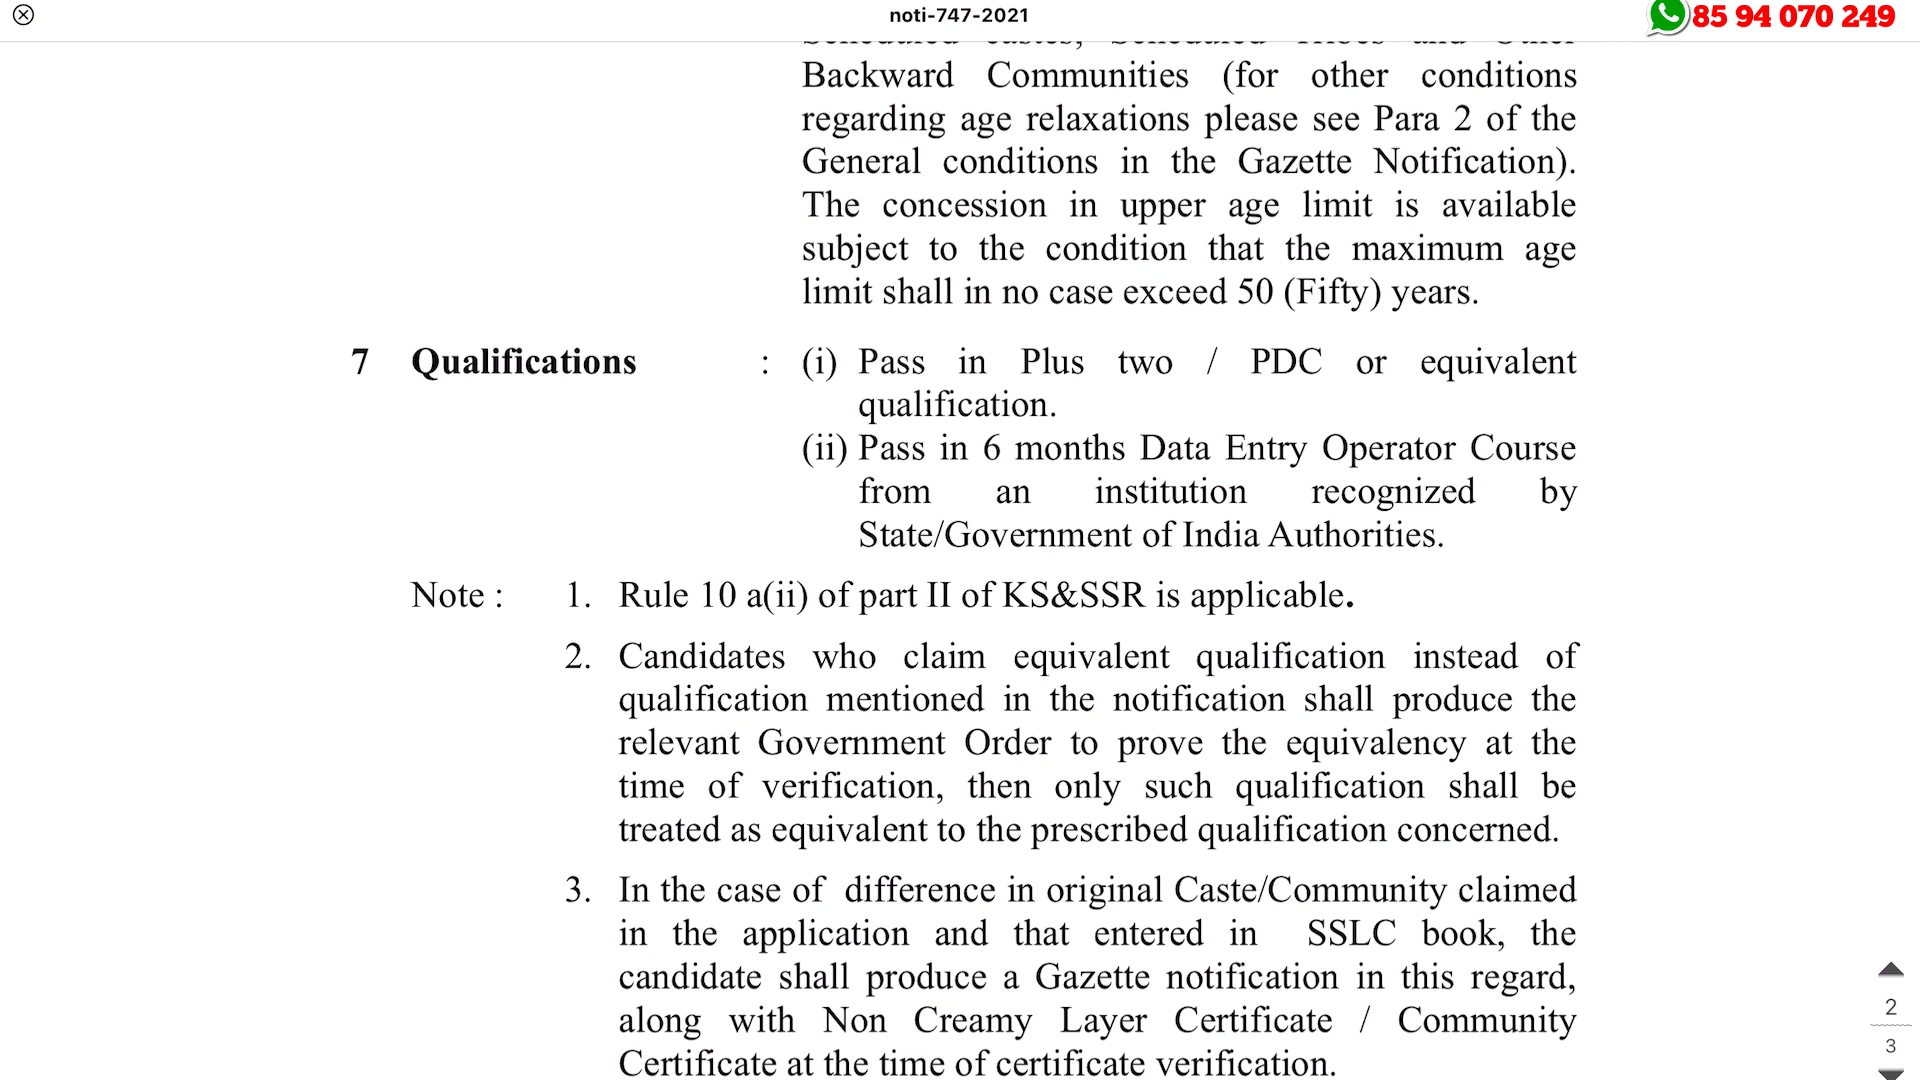 noti-747-2021
85 94 070 249
Scheduled castes, Scheduled Tribes and Other
Backward Communities (for other conditions
regarding age relaxations please see Para 2 of the
General conditions in the Gazette Notification).
The concession in upper age limit is available
subject to the condition that the maximum age
limit shall in no case exceed 50 (Fifty) years.
7 Qualifications : (i) Pass in Plus two / PDC or equivalent
qualification.
(ii) Pass in 6 months Data Entry Operator Course
from an institution recognized by
State/Government of India Authorities.
Note : 1. Rule 10 a(ii) of part II of KS&SSR is applicable.
2. Candidates who claim equivalent qualification instead of
qualification mentioned in the notification shall produce the
relevant Government Order to prove the equivalency at the
time of verification, then only such qualification shall be
treated as equivalent to the prescribed qualification concerned.
3. In the case of difference in original Caste/Community claimed
in the application and that entered in SSLC book, the
candidate shall produce a Gazette notification in this regard,
along with Non Creamy Layer Certificate / Community
Certificate at the time of certificate verification.
2
3